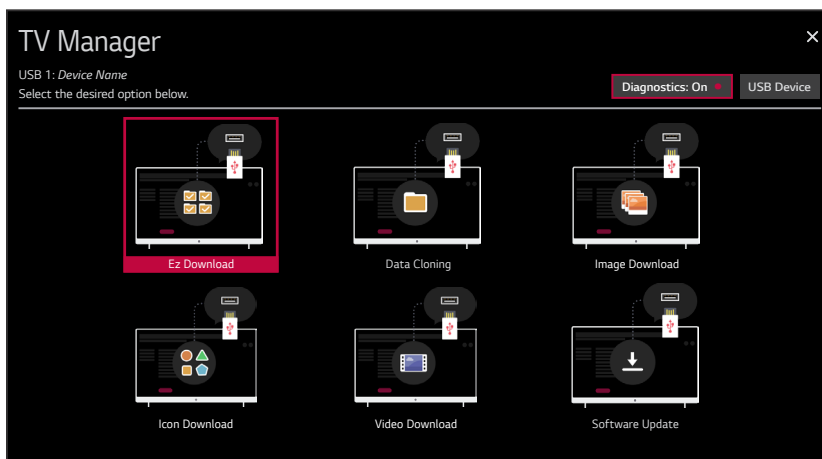 TV Manager
USB 1: Device Name
Select the desired option below.
Diagnostics: On
USB Device
Ez Download
Data Cloning
Image Download
Icon Download
Video Download
Software Update